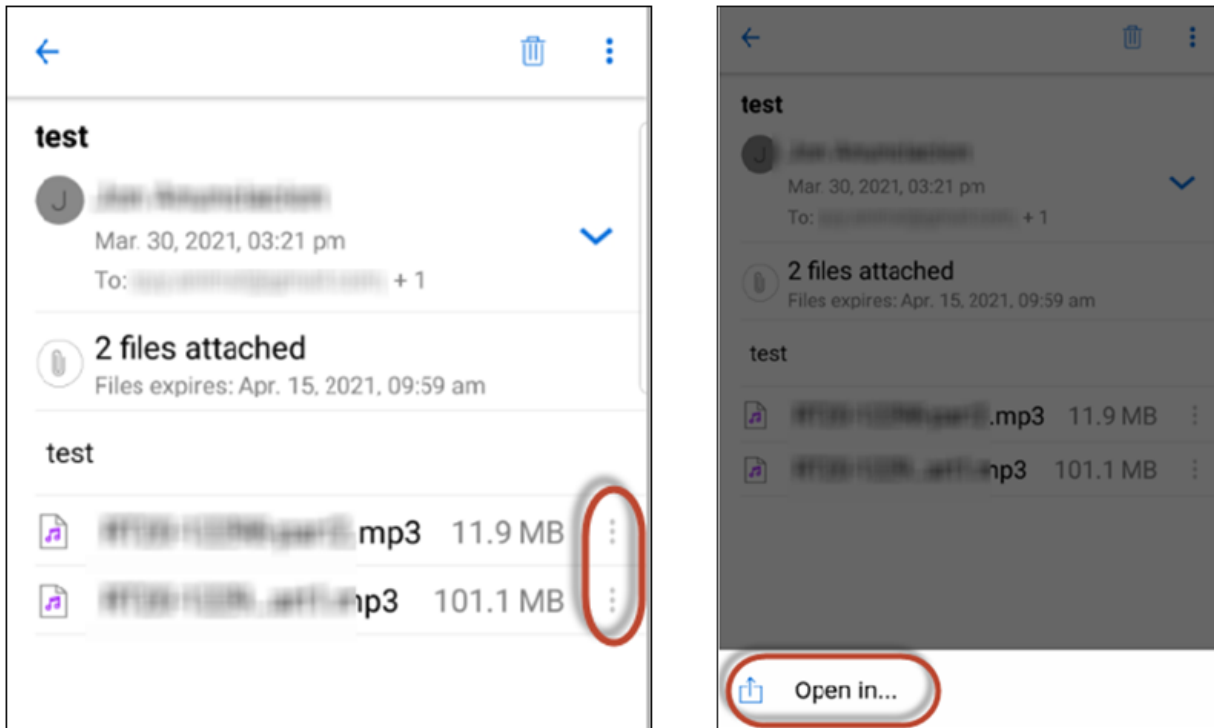 test
J
Mar. 30, 2021, 03:21 pm
To: + 1
2 files attached
Files expires: Apr. 15, 2021, 09:59 am
test
.mp3 11.9 MB
mp3 101.1 MB
test
J
Mar. 30, 2021, 03:21 pm
To: + 1
2 files attached
Files expires: Apr. 15, 2021, 09:59 am
test
.mp3 11.9 MB
mp3 101.1 MB
Open in...